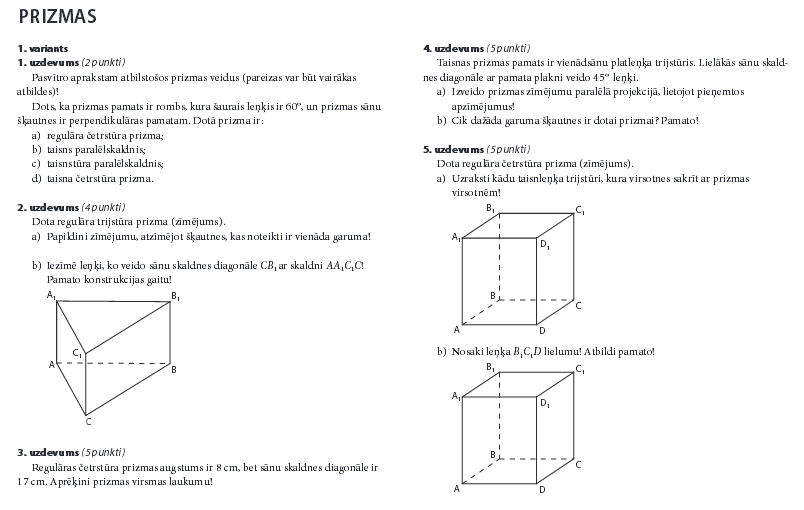 PRIZMAS
1. variants
1. uzdevums (2 punkti)
Pasvītro aprakstam atbilstošos prizmas veidus (pareizas var būt vairākas
atbildes)!
Dots, ka prizmas pamats ir rombs, kura šaurais leņķis ir 60°, un prizmas sānu
šķautnes ir perpendikulāras pamatam. Dotā prizma ir:
a) regulāra četrstūra prizma;
b) taisns paralēlskaldnis;
c) taisnstūra paralēlskaldnis;
d) taisna četrstūra prizma.
2. uzdevums (4 punkti)
Dota regulāra trijstūra prizma (zīmējums).
a) Papildini zīmējumu, atzīmējot šķautnes, kas noteikti ir vienāda garuma!
b) Iezīmē leņķi, ko veido sānu skaldnes diagonāle CB₁ ar skaldni AA₁C₁C!
Pamato konstrukcijas gaitu!
A₁ B₁
C₁
A B
C
3. uzdevums (5 punkti)
Regulāras četrstūra prizmas augstums ir 8 cm, bet sānu skaldnes diagonāle ir
17 cm. Aprēķini prizmas virsmas laukumu!
4. uzdevums (5 punkti)
Taisnas prizmas pamats ir vienādsānu platleņķa trijstūris. Lielākās sānu skald-
nes diagonāle ar pamata plakni veido 45° leņķi.
a) Izveido prizmas zīmējumu paralēlā projekcijā, lietojot pieņemtos
apzīmējumus!
b) Cik dažāda garuma šķautnes ir dotai prizmai? Pamato!
5. uzdevums (5 punkti)
Dota regulāra četrstūra prizma (zīmējums).
a) Uzraksti kādu taisnleņķa trijstūri, kura virsotnes sakrīt ar prizmas
virsotnēm!
B₁ C₁
A₁ D₁
B C
A D
b) Nosaki leņķa B₁C₁D lielumu! Atbildi pamato!
B₁ C₁
A₁ D₁
B C
A D